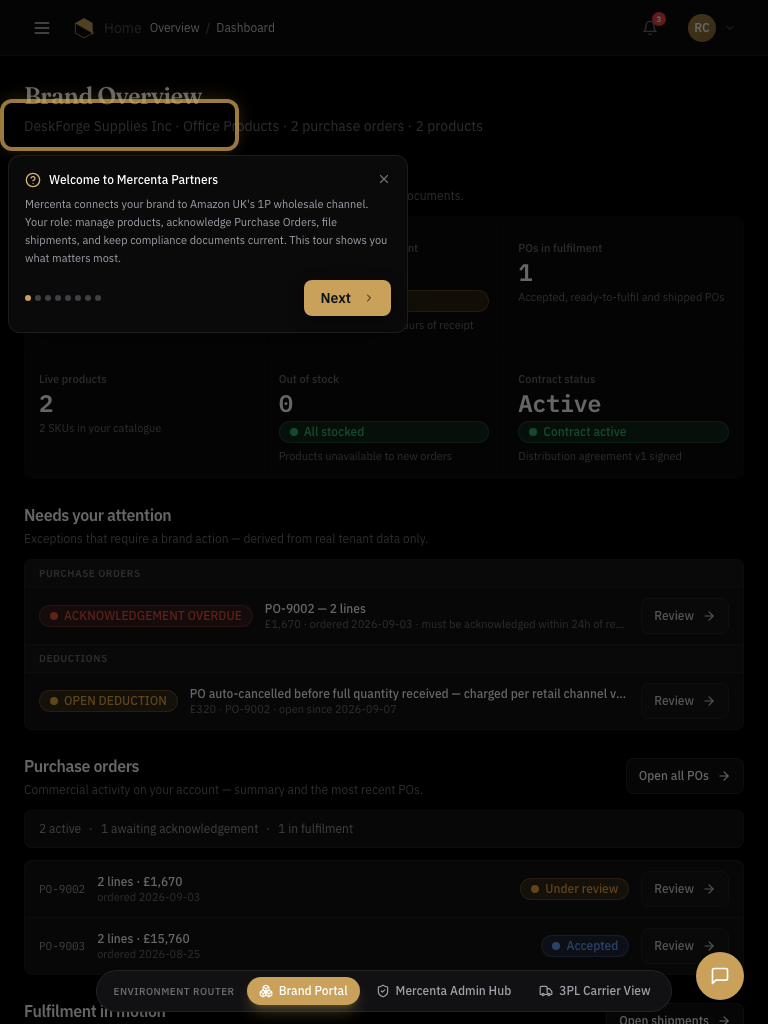 Home Overview / Dashboard
3
RC
Brand Overview
DeskForge Supplies Inc · Office Products · 2 purchase orders · 2 products
Welcome to Mercenta Partners
Mercenta connects your brand to Amazon UK's 1P wholesale channel.
Your role: manage products, acknowledge Purchase Orders, file
shipments, and keep compliance documents current. This tour shows you
what matters most.
Next
ocuments.
nt
urs of receipt
POs in fulfilment
1
Accepted, ready-to-fulfil and shipped POs
Live products
2
2 SKUs in your catalogue
Out of stock
0
All stocked
Products unavailable to new orders
Contract status
Active
Contract active
Distribution agreement v1 signed
Needs your attention
Exceptions that require a brand action — derived from real tenant data only.
PURCHASE ORDERS
ACKNOWLEDGEMENT OVERDUE
PO-9002 — 2 lines
£1,670 · ordered 2026-09-03 · must be acknowledged within 24h of re...
Review
DEDUCTIONS
OPEN DEDUCTION
PO auto-cancelled before full quantity received — charged per retail channel v...
£320 · PO-9002 · open since 2026-09-07
Review
Purchase orders
Commercial activity on your account — summary and the most recent POs.
Open all POs
2 active · 1 awaiting acknowledgement · 1 in fulfilment
PO-9002
2 lines · £1,670
ordered 2026-09-03
Under review
Review
PO-9003
2 lines · £15,760
ordered 2026-08-25
Accepted
Review
ENVIRONMENT ROUTER
Brand Portal
Mercenta Admin Hub
3PL Carrier View
Fulfilment in motion
Open shipments